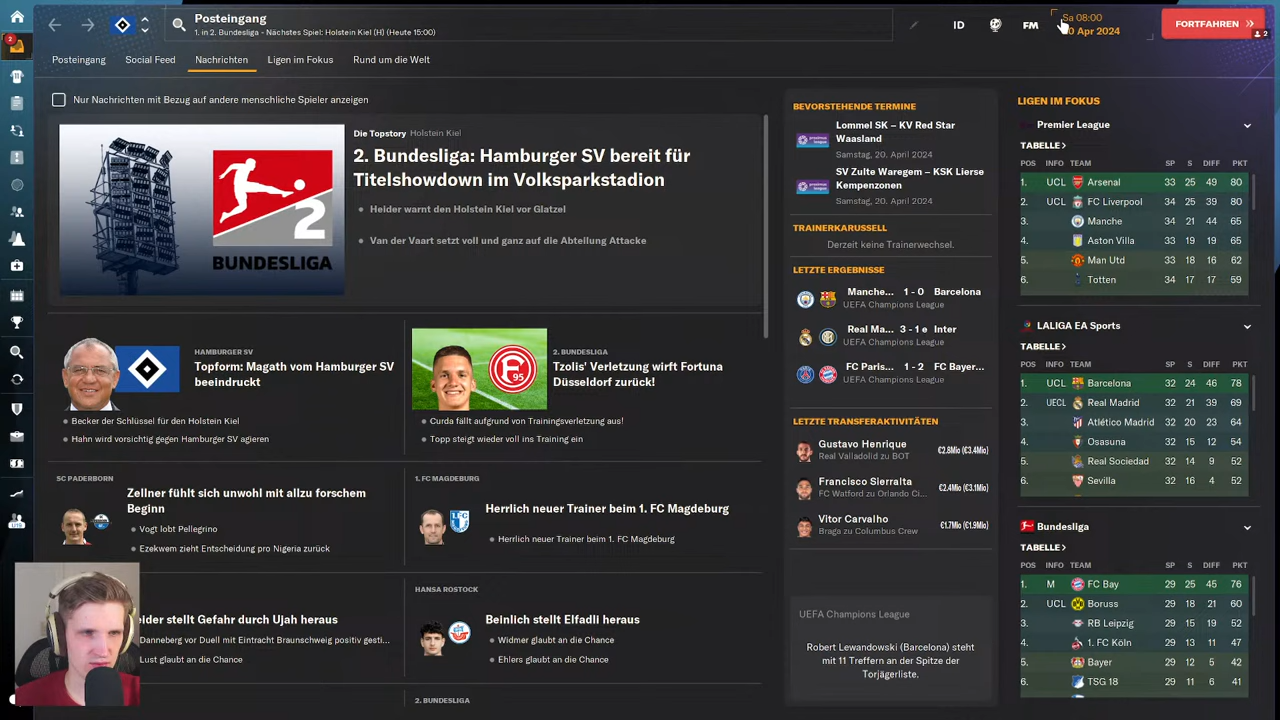 Posteingang
1. in 2. Bundesliga - Nächstes Spiel: Holstein Kiel (H) (Heute 15:00)
ID
FM
Sa 08:00
Apr 2024
FORTFAHREN
2
2
Posteingang
Social Feed
Nachrichten
Ligen im Fokus
Rund um die Welt
Nur Nachrichten mit Bezug auf andere menschliche Spieler anzeigen
2
BUNDESLIGA
Die Topstory Holstein Kiel
2. Bundesliga: Hamburger SV bereit für
Titelshowdown im Volksparkstadion
Heider warnt den Holstein Kiel vor Glatzel
Van der Vaart setzt voll und ganz auf die Abteilung Attacke
HAMBURGER SV
Topform: Magath vom Hamburger SV
beeindruckt
Becker der Schlüssel für den Holstein Kiel
Hahn wird vorsichtig gegen Hamburger SV agieren
F95
2. BUNDESLIGA
Tzolis' Verletzung wirft Fortuna
Düsseldorf zurück!
Curda fällt aufgrund von Trainingsverletzung aus!
Topp steigt wieder voll ins Training ein
SC PADERBORN
Zellner fühlt sich unwohl mit allzu forschem
Beginn
Vogt lobt Pellegrino
Ezekwem zieht Entscheidung pro Nigeria zurück
1. FC MAGDEBURG
Herrlich neuer Trainer beim 1. FC Magdeburg
Herrlich neuer Trainer beim 1. FC Magdeburg
eider stellt Gefahr durch Ujah heraus
Danneberg vor Duell mit Eintracht Braunschweig positiv gesti...
Lust glaubt an die Chance
HANSA ROSTOCK
Beinlich stellt Elfadli heraus
Widmer glaubt an die Chance
Ehlers glaubt an die Chance
2. BUNDESLIGA
BEVORSTEHENDE TERMINE
Lommel SK – KV Red Star
Waasland
Samstag, 20. April 2024
SV Zulte Waregem – KSK Lierse
Kempenzonen
Samstag, 20. April 2024
TRAINERKARUSSELL
Derzeit keine Trainerwechsel.
LETZTE ERGEBNISSE
Manche... 1 - 0 Barcelona
UEFA Champions League
Real Ma... 3 - 1 e Inter
UEFA Champions League
FC Paris... 1 - 2 FC Bayer...
UEFA Champions League
LETZTE TRANSFERAKTIVITÄTEN
Gustavo Henrique
Real Valladolid zu BOT
€2.8Mio (€3.4Mio)
Francisco Sierralta
FC Watford zu Orlando Ci...
€2.4Mio (€3.1Mio)
Vitor Carvalho
Braga zu Columbus Crew
€1.7Mio (€1.9Mio)
UEFA Champions League
Robert Lewandowski (Barcelona) steht
mit 11 Treffern an der Spitze der
Torjägerliste.
LIGEN IM FOKUS
Premier League
TABELLE
POS INFO TEAM SP S DIFF PKT
1. UCL Arsenal 33 25 49 80
2. UCL FC Liverpool 34 25 39 80
3. Manche 34 21 44 65
4. Aston Villa 33 19 19 65
5. Man Utd 33 18 16 62
6. Totten 34 17 17 59
LALIGA EA Sports
TABELLE
POS INFO TEAM SP S DIFF PKT
1. UCL Barcelona 32 24 46 78
2. UECL Real Madrid 32 21 39 69
3. Atlético Madrid 32 20 23 64
4. Osasuna 32 15 12 54
5. Real Sociedad 32 14 9 52
6. Sevilla 32 16 4 52
Bundesliga
TABELLE
POS INFO TEAM SP S DIFF PKT
1. M FC Bay 29 25 45 76
2. UCL Boruss 29 18 21 60
3. RB Leipzig 29 13 23 48
4. 1. FC Köln 29 13 11 47
5. Bayer 29 12 5 42
6. TSG 18 29 11 6 41